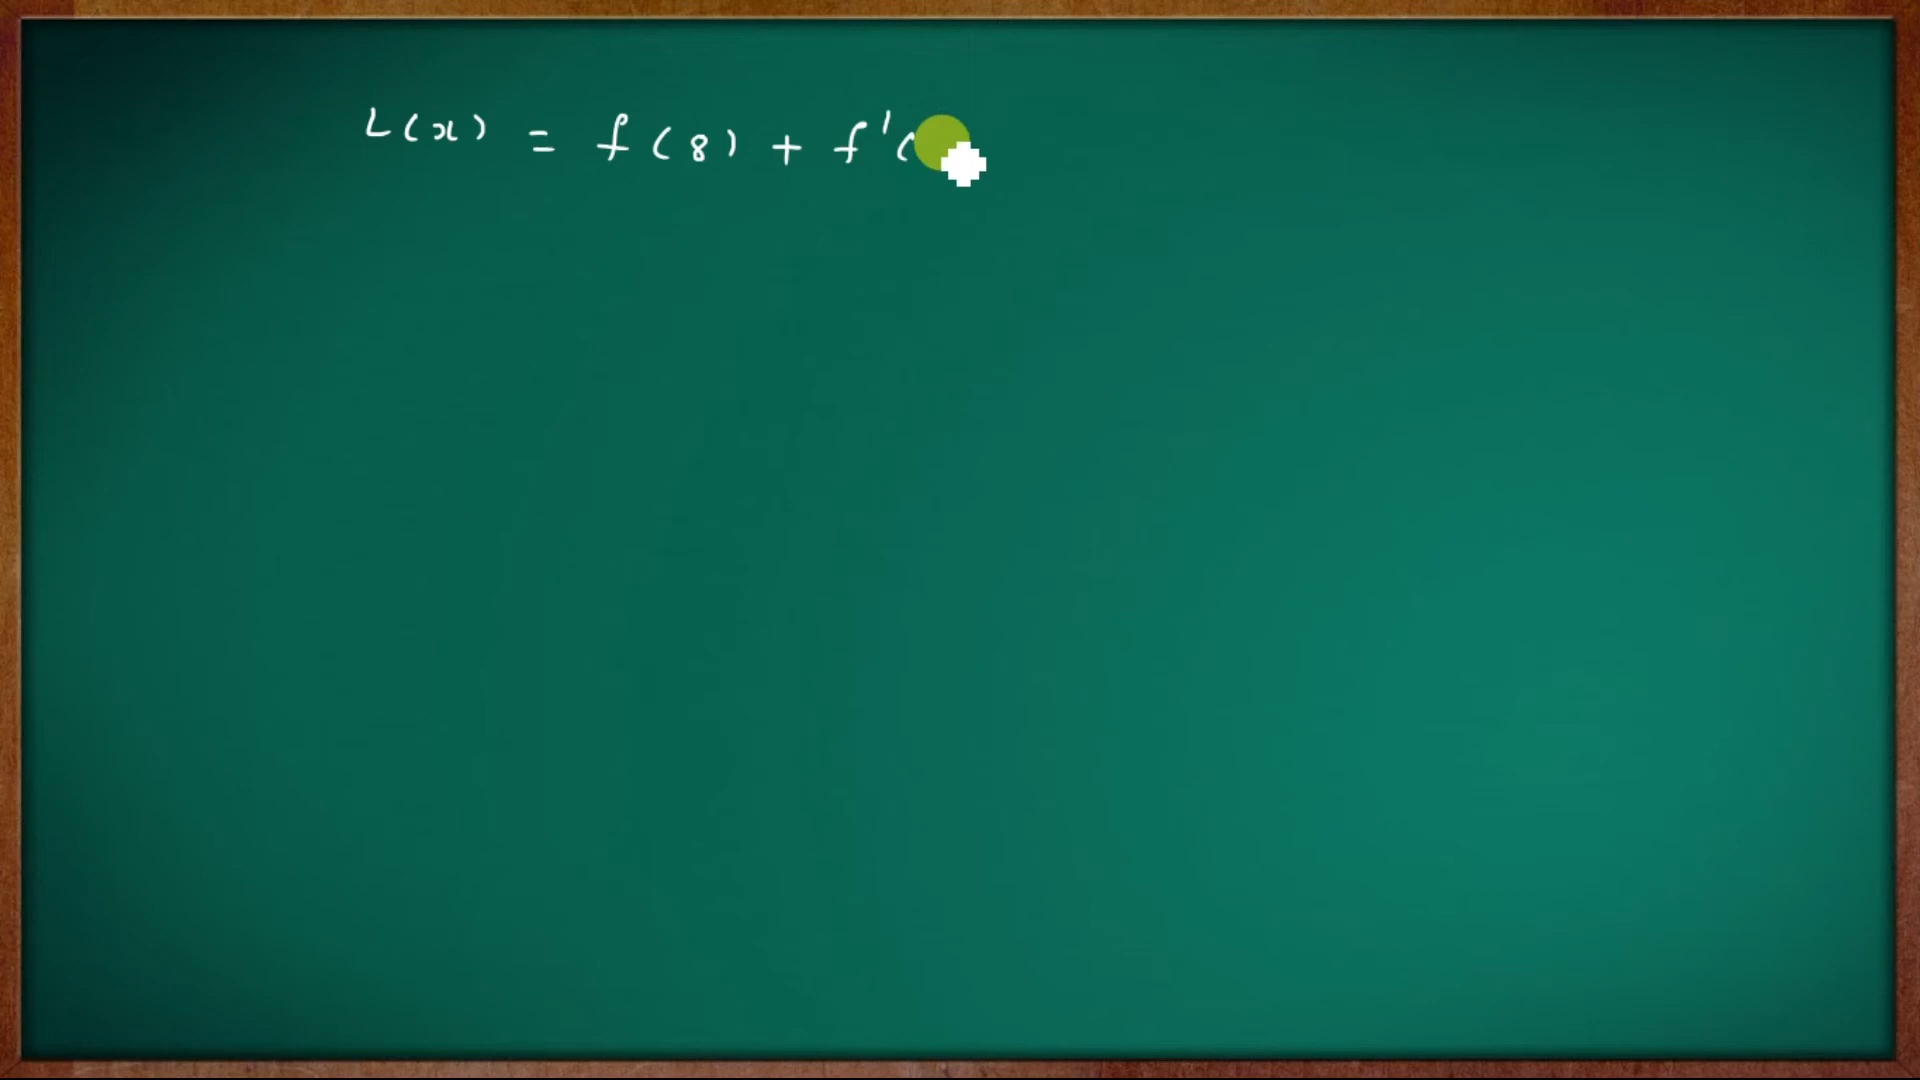 L(x) = f(8) + f'(